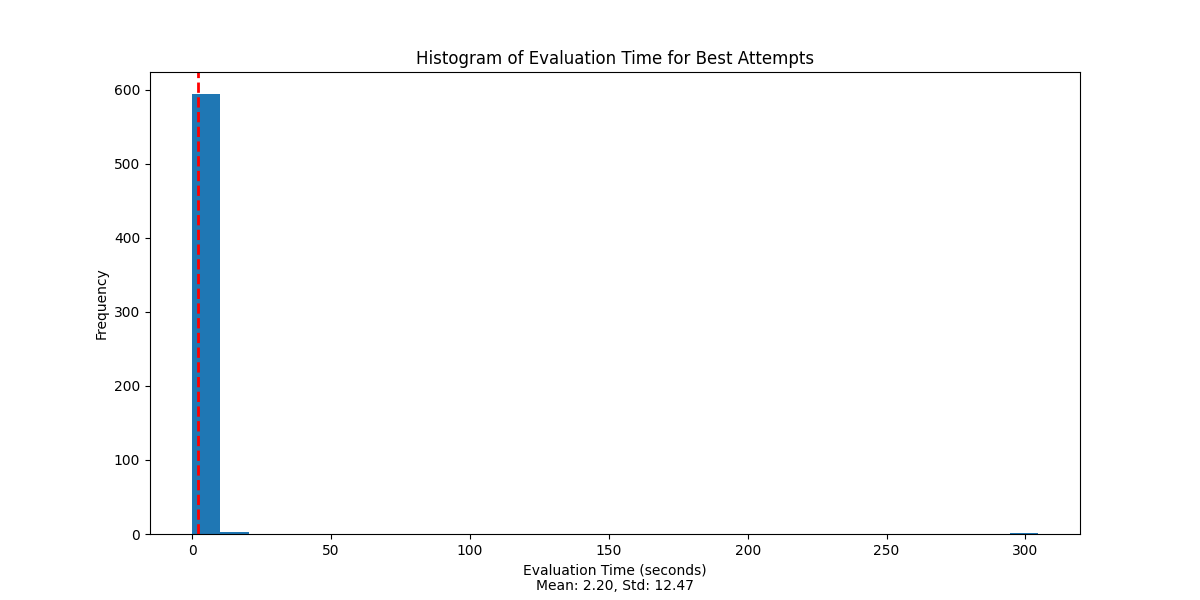 Histogram of Evaluation Time for Best Attempts
600
500
400
300
200
100
0
Frequency
0 50 100 150 200 250 300
Evaluation Time (seconds)
Mean: 2.20, Std: 12.47